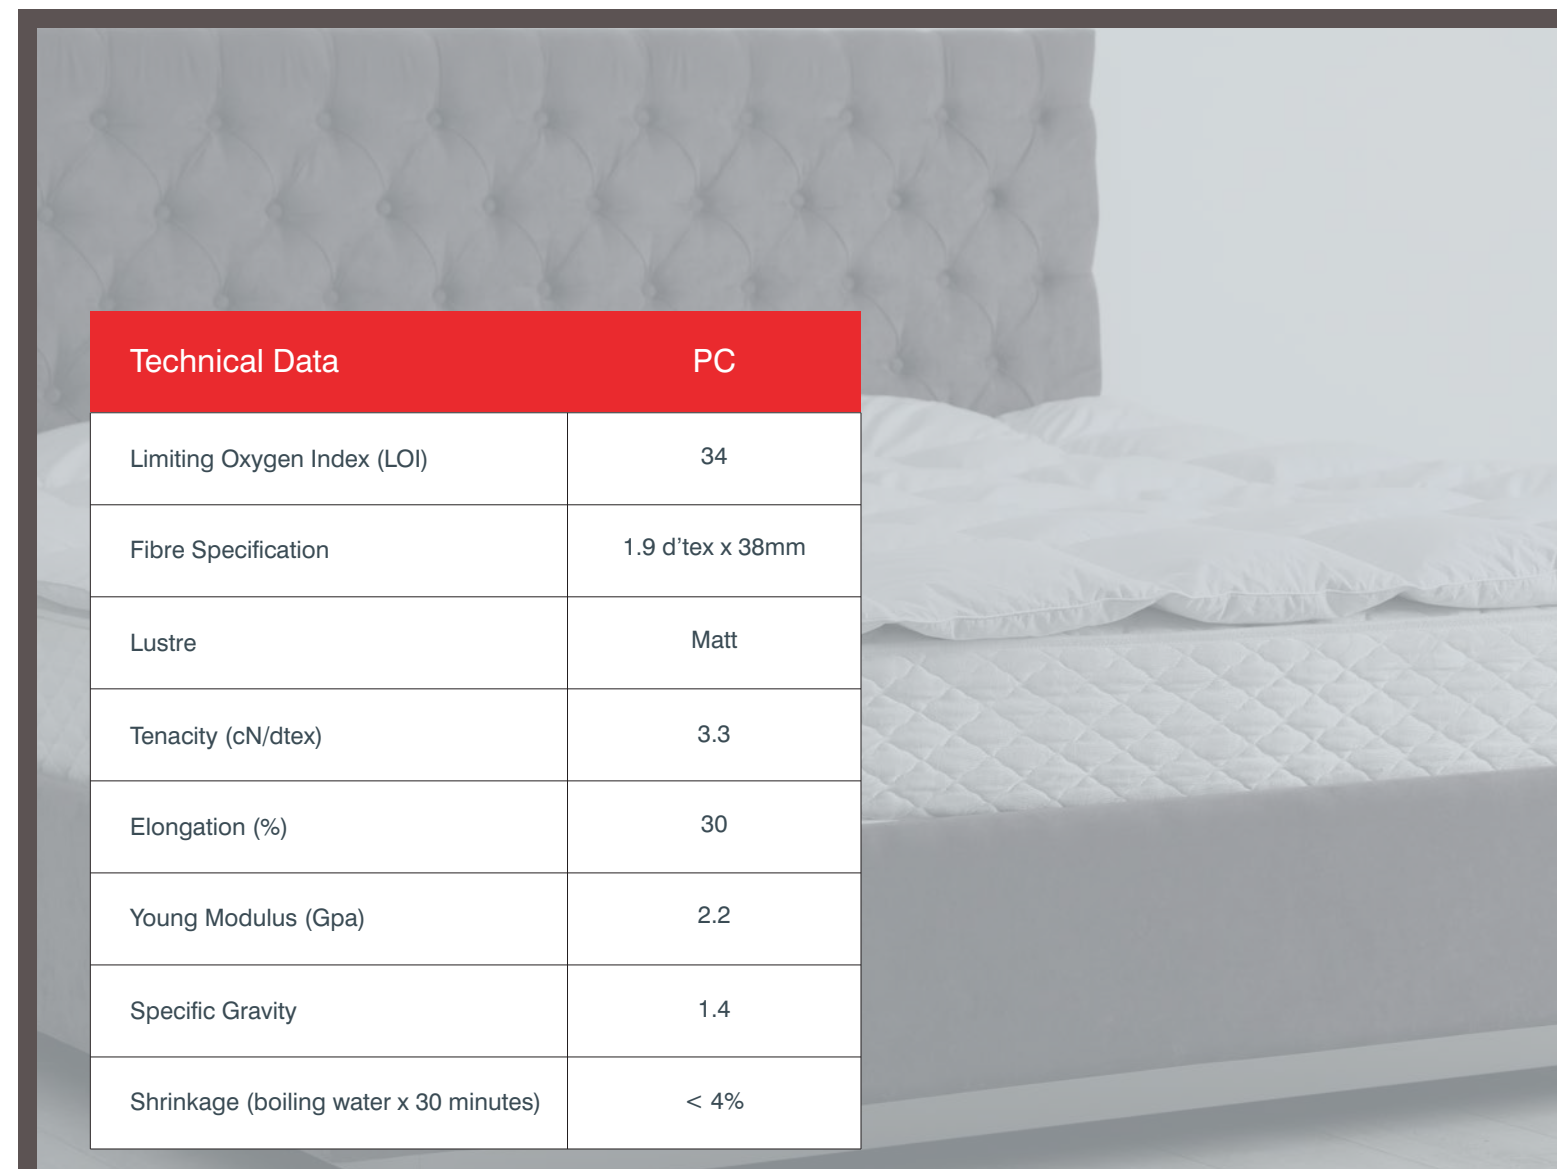 Technical Data PC
Limiting Oxygen Index (LOI) 34
Fibre Specification 1.9 d’tex x 38mm
Lustre Matt
Tenacity (cN/dtex) 3.3
Elongation (%) 30
Young Modulus (Gpa) 2.2
Specific Gravity 1.4
Shrinkage (boiling water x 30 minutes) < 4%